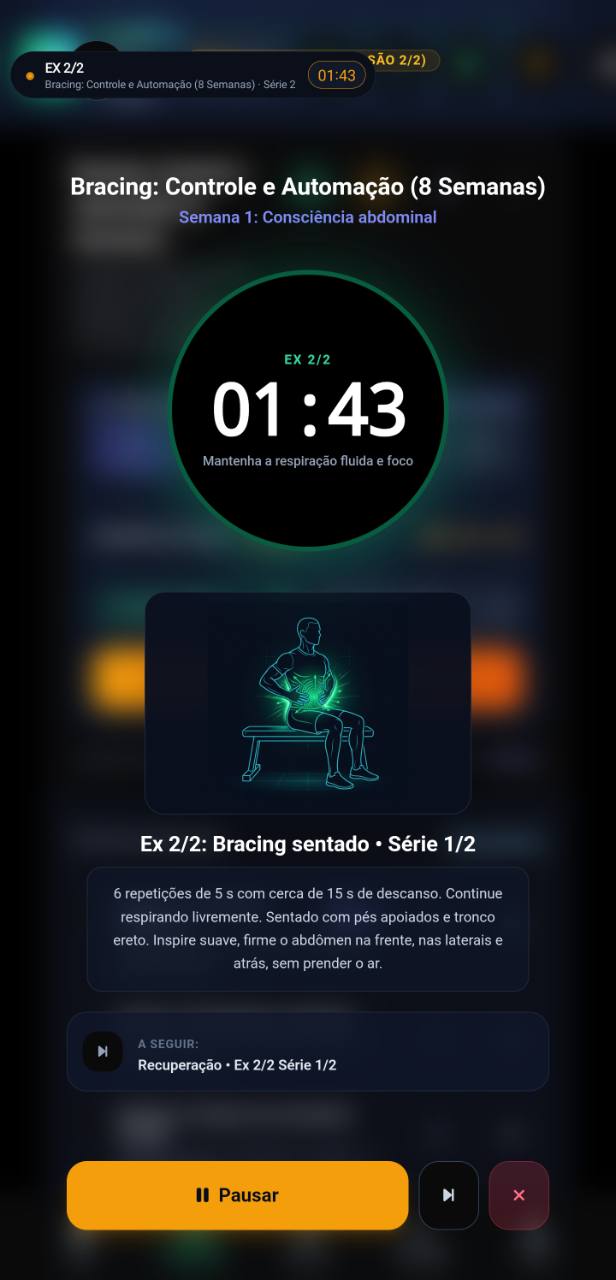 SÃO 2/2)
EX 2/2
Bracing: Controle e Automação (8 Semanas) · Série 2
01:43
Bracing: Controle e Automação (8 Semanas)
Semana 1: Consciência abdominal
EX 2/2
01:43
Mantenha a respiração fluida e foco
Ex 2/2: Bracing sentado • Série 1/2
6 repetições de 5 s com cerca de 15 s de descanso. Continue
respirando livremente. Sentado com pés apoiados e tronco
ereto. Inspire suave, firme o abdômen na frente, nas laterais e
atrás, sem prender o ar.
A SEGUIR:
Recuperação • Ex 2/2 Série 1/2
Pausar